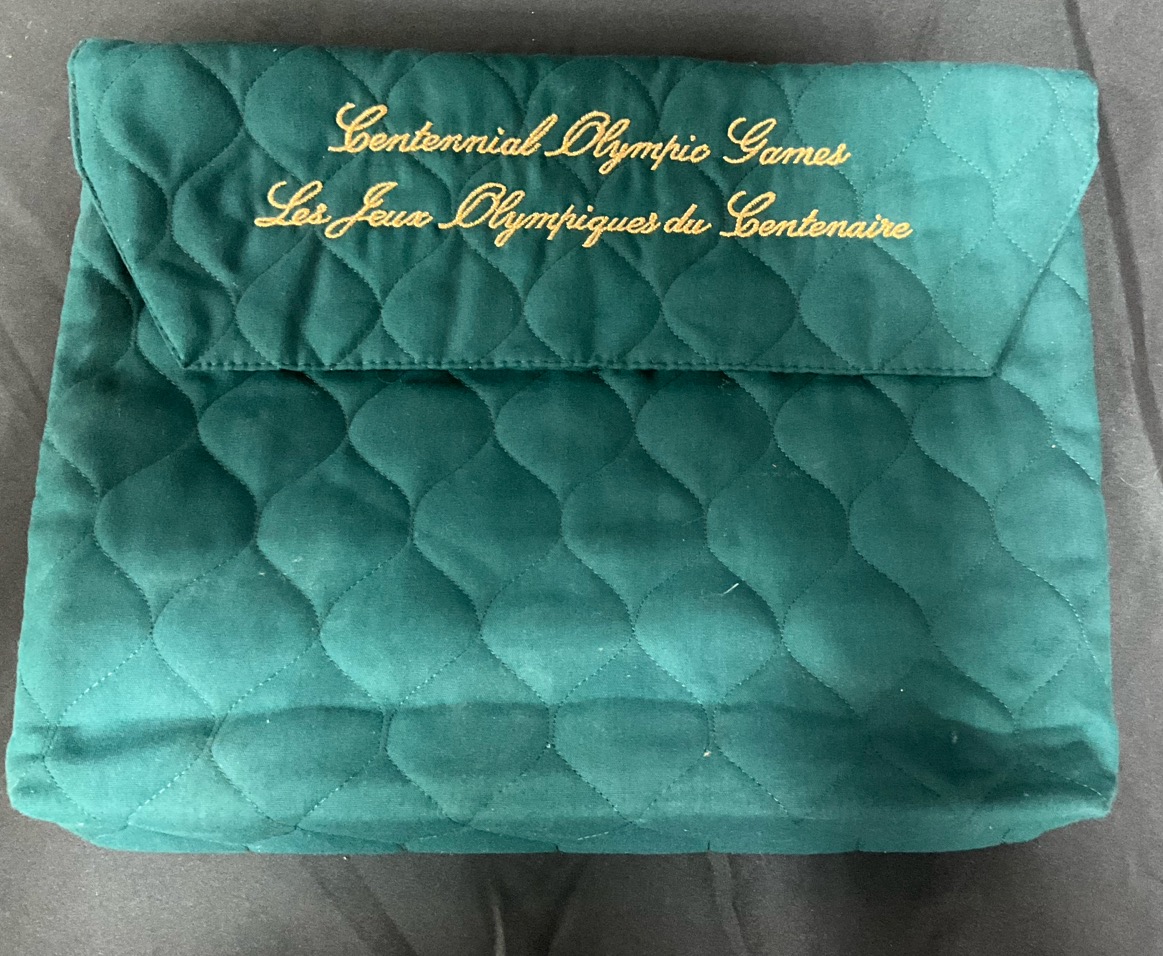 Centennial Olympic Games
Les Jeux Olympiques du Centenaire